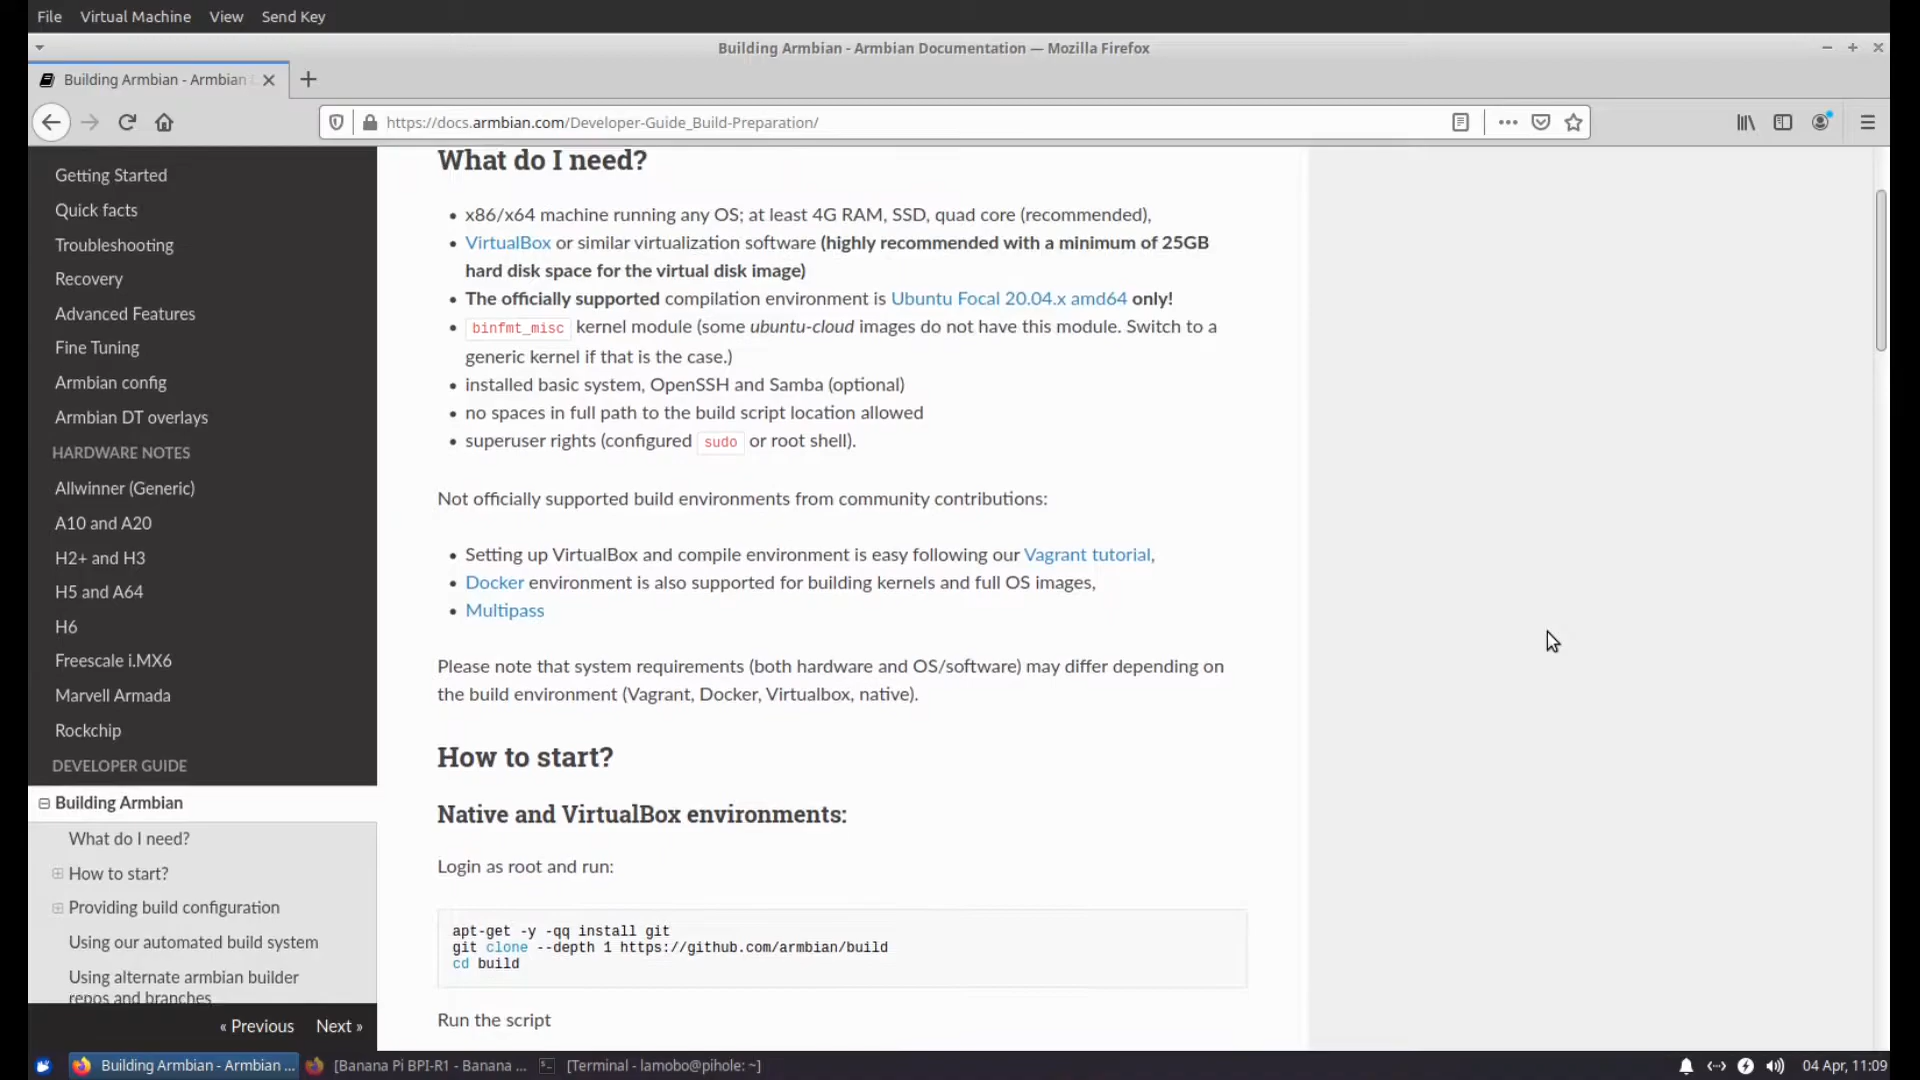 File Virtual Machine View Send Key
Building Armbian - Armbian Documentation — Mozilla Firefox
Building Armbian - Armbian
https://docs.armbian.com/Developer-Guide_Build-Preparation/
Getting Started
Quick facts
Troubleshooting
Recovery
Advanced Features
Fine Tuning
Armbian config
Armbian DT overlays
HARDWARE NOTES
Allwinner (Generic)
A10 and A20
H2+ and H3
H5 and A64
H6
Freescale i.MX6
Marvell Armada
Rockchip
DEVELOPER GUIDE
Building Armbian
What do I need?
How to start?
Providing build configuration
Using our automated build system
Using alternate armbian builder
repos and branches
« Previous Next »
What do I need?
• x86/x64 machine running any OS; at least 4G RAM, SSD, quad core (recommended),
• VirtualBox or similar virtualization software (highly recommended with a minimum of 25GB
hard disk space for the virtual disk image)
• The officially supported compilation environment is Ubuntu Focal 20.04.x amd64 only!
• binfmt_misc kernel module (some ubuntu-cloud images do not have this module. Switch to a
generic kernel if that is the case.)
• installed basic system, OpenSSH and Samba (optional)
• no spaces in full path to the build script location allowed
• superuser rights (configured sudo or root shell).
Not officially supported build environments from community contributions:
• Setting up VirtualBox and compile environment is easy following our Vagrant tutorial,
• Docker environment is also supported for building kernels and full OS images,
• Multipass
Please note that system requirements (both hardware and OS/software) may differ depending on
the build environment (Vagrant, Docker, Virtualbox, native).
How to start?
Native and VirtualBox environments:
Login as root and run:
apt-get -y -qq install git
git clone --depth 1 https://github.com/armbian/build
cd build
Run the script
Building Armbian - Armbian ... [Banana Pi BPI-R1 - Banana ... [Terminal - lamobo@pihole: ~] 04 Apr, 11:09